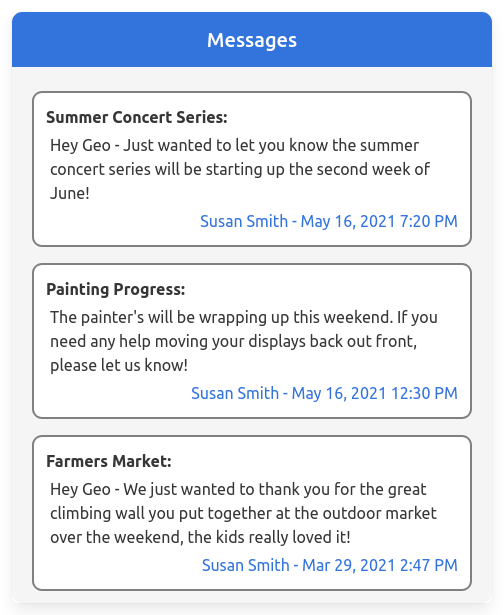 Messages
Summer Concert Series:
Hey Geo - Just wanted to let you know the summer
concert series will be starting up the second week of
June!
Susan Smith - May 16, 2021 7:20 PM
Painting Progress:
The painter's will be wrapping up this weekend. If you
need any help moving your displays back out front,
please let us know!
Susan Smith - May 16, 2021 12:30 PM
Farmers Market:
Hey Geo - We just wanted to thank you for the great
climbing wall you put together at the outdoor market
over the weekend, the kids really loved it!
Susan Smith - Mar 29, 2021 2:47 PM